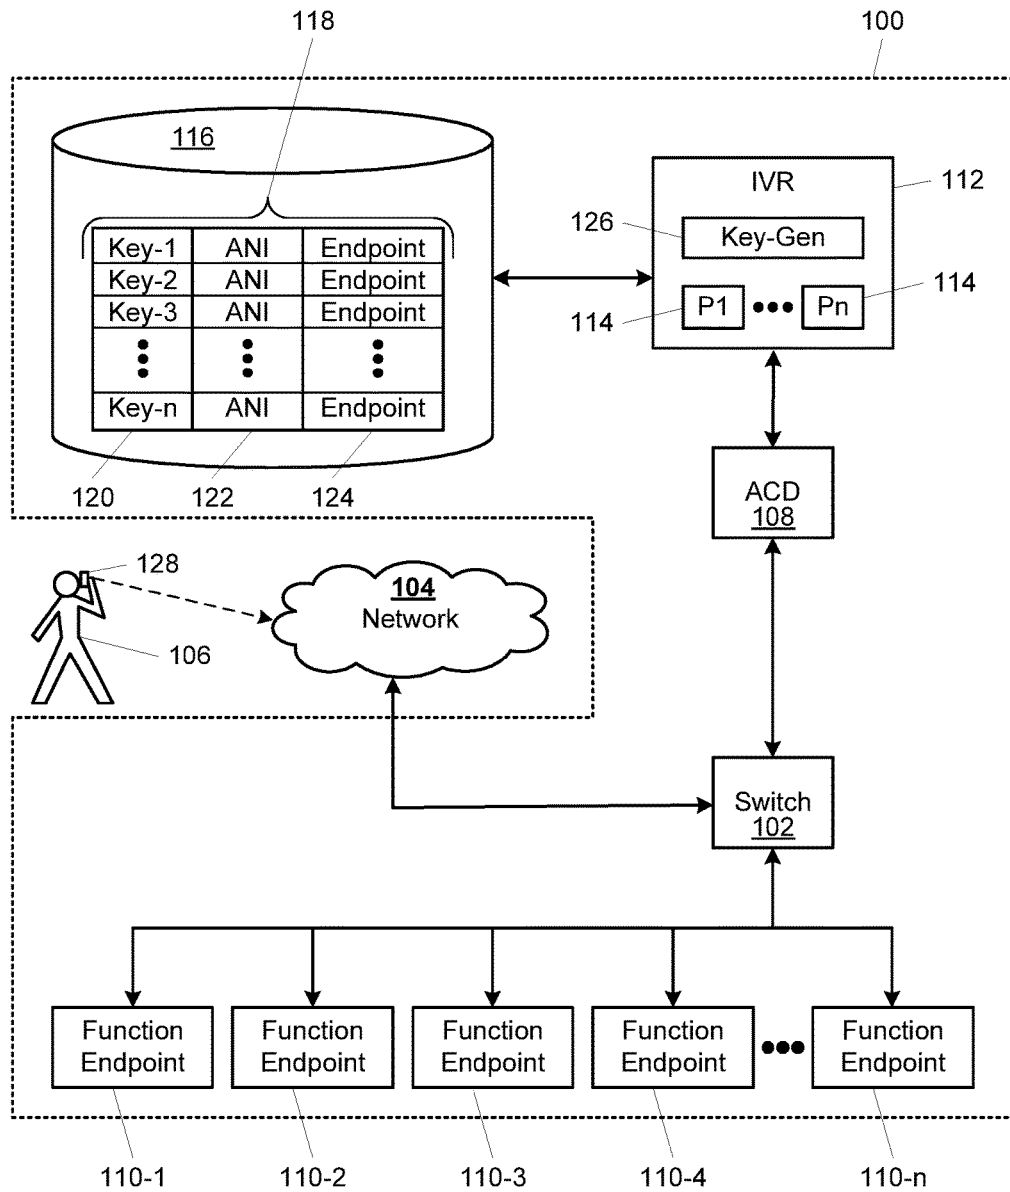 118
100
116
IVR
112
126
Key-Gen
114
P1
Pn
114
Key-1 ANI Endpoint
Key-2 ANI Endpoint
Key-3 ANI Endpoint
Key-n ANI Endpoint
120
122
124
ACD
108
128
104
Network
106
Switch
102
Function
Endpoint
Function
Endpoint
Function
Endpoint
Function
Endpoint
Function
Endpoint
110-1
110-2
110-3
110-4
110-n